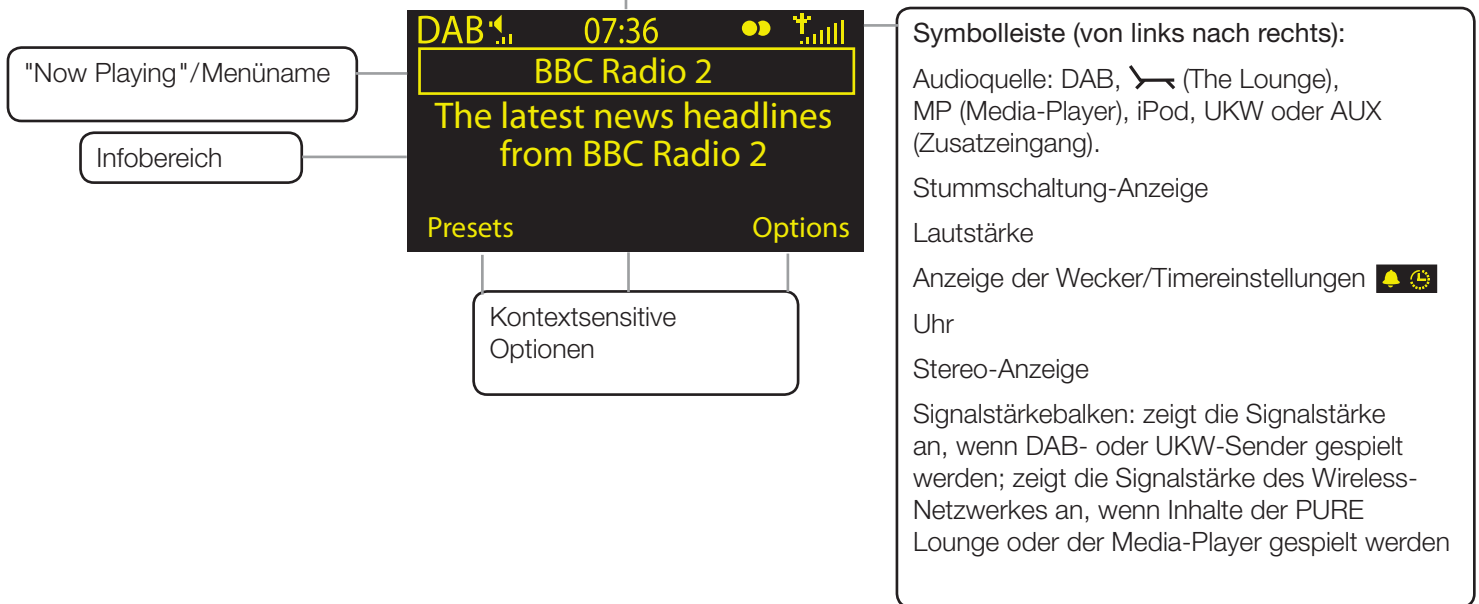 DAB 07:36
BBC Radio 2
The latest news headlines
from BBC Radio 2
Presets Options
"Now Playing"/Menüname
Infobereich
Kontextsensitive
Optionen
Symbolleiste (von links nach rechts):
Audioquelle: DAB, (The Lounge),
MP (Media-Player), iPod, UKW oder AUX
(Zusatzeingang).
Stummschaltung-Anzeige
Lautstärke
Anzeige der Wecker/Timereinstellungen
Uhr
Stereo-Anzeige
Signalstärkebalken: zeigt die Signalstärke
an, wenn DAB- oder UKW-Sender gespielt
werden; zeigt die Signalstärke des Wireless-
Netzwerkes an, wenn Inhalte der PURE
Lounge oder der Media-Player gespielt werden